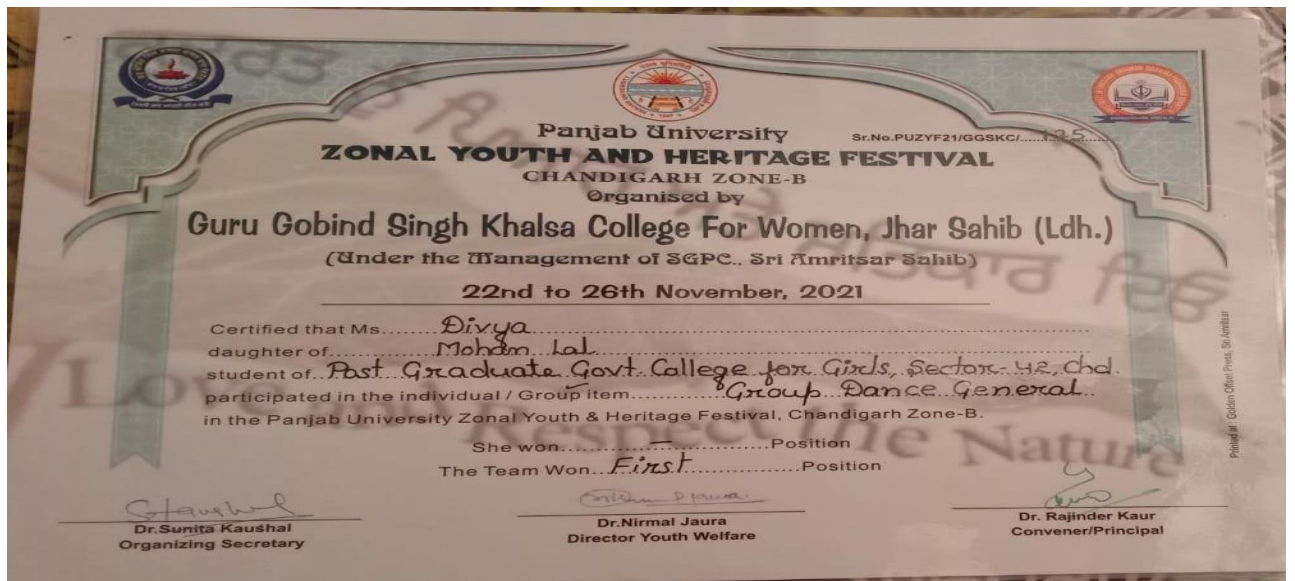 Panjab University
Sr.No.PUZYF21/GGSKC/......125......
ZONAL YOUTH AND HERITAGE FESTIVAL
CHANDIGARH ZONE-B
Organised by
Guru Gobind Singh Khalsa College For Women, Jhar Sahib (Ldh.)
(Under the Management of SGPC., Sri Amritsar Sahib)
22nd to 26th November, 2021
Certified that Ms......Divya......
daughter of......Mohan Lal......
student of..Post Graduate Govt. College for Girls, Sector-42, Chd.
participated in the individual / Group item......Group Dance General..
in the Panjab University Zonal Youth & Heritage Festival, Chandigarh Zone-B.
She won......—......Position
The Team Won...First......Position
Love and Respect the Nature
Dr.Sunita Kaushal
Organizing Secretary
Dr.Nirmal Jaura
Director Youth Welfare
Dr. Rajinder Kaur
Convener/Principal
Printed at : Golden Offset Press, Sri Amritsar